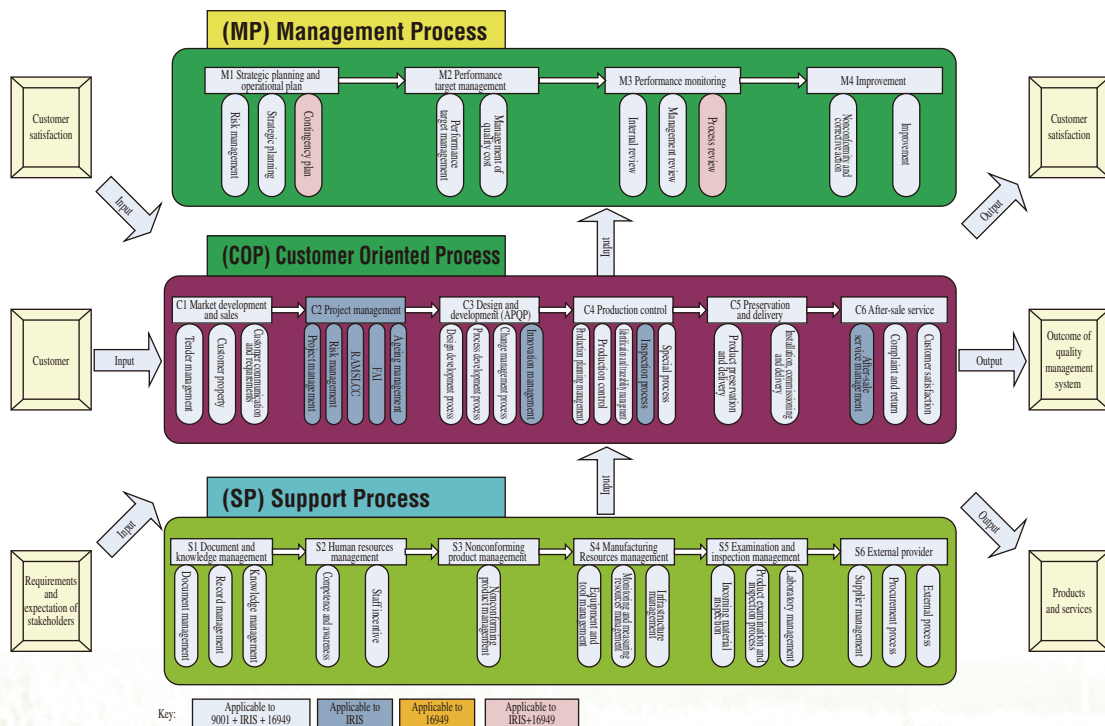 (MP) Management Process
Customer
satisfaction
M1 Strategic planning and
operational plan
Risk management
Strategic planning
Contingency plan
M2 Performance
target management
Performance
target management
Management of
quality cost
M3 Performance monitoring
Internal review
Management review
Process review
M4 Improvement
Nonconformity and
corrective action
Improvement
Customer
satisfaction
Input
Output
Input
(COP) Customer Oriented Process
Customer
Input
C1 Market development
and sales
Tender management
Customer property
Customer communication
and requirements
C2 Project management
Project management
Risk management
RAMSLCC
FAI
Ageing management
C3 Design and
development (APQP)
Design development process
Process development process
Change management process
Innovation management
C4 Production control
Production planning management
Production control
Identification and traceability managment
Inspection process
Special process
C5 Preservation
and delivery
Product preservation
and delivery
Installation, commissioning
and delivery
C6 After-sale service
After-sale
service management
Complaint and return
Customer satisfaction
Output
Outcome of
quality
management
system
Input
(SP) Support Process
Input
Output
Requirements
and
expectation of
stakeholders
S1 Document and
knowledge management
Document management
Record management
Knowledge management
S2 Human resources
management
Competence and awareness
Staff incentive
S3 Nonconforming
product management
Nonconforming
product management
S4 Manufacturing
Resources management
Equipment and
tool management
Monitoring and measuring
resources management
Infrastructure
management
S5 Examination and
inspection management
Incoming material
inspection
Product examination and
inspection process
Laboratory management
S6 External provider
Supplier management
Procurement process
External process
Products
and services
Key:
Applicable to
9001 + IRIS + 16949
Applicable to
IRIS
Applicable to
16949
Applicable to
IRIS+16949